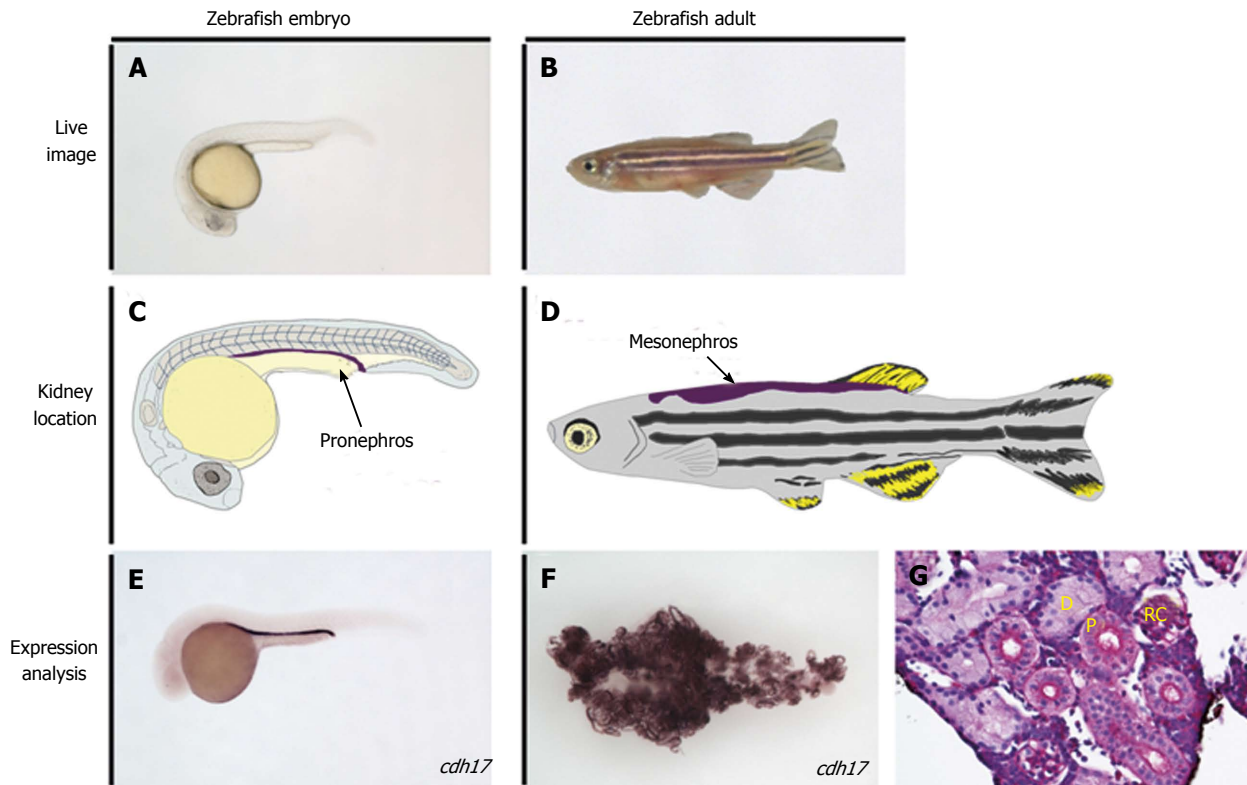 Zebrafish embryo
Zebrafish adult
Live
image
A
B
Kidney
location
C
Pronephros
D
Mesonephros
Expression
analysis
E
cdh17
F
cdh17
G
D
P
RC